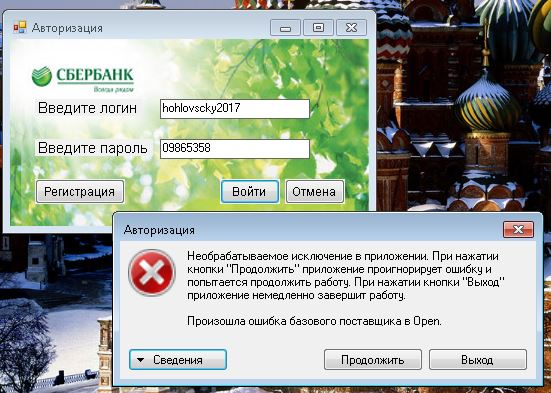 Авторизация
СБЕРБАНК
Всегда рядом
Введите логин
hohlovscky2017
Введите пароль
09865358
Регистрация
Войти
Отмена
Авторизация
Необрабатываемое исключение в приложении. При нажатии
кнопки "Продолжить" приложение проигнорирует ошибку и
попытается продолжить работу. При нажатии кнопки "Выход"
приложение немедленно завершит работу.
Произошла ошибка базового поставщика в Open.
Сведения
Продолжить
Выход